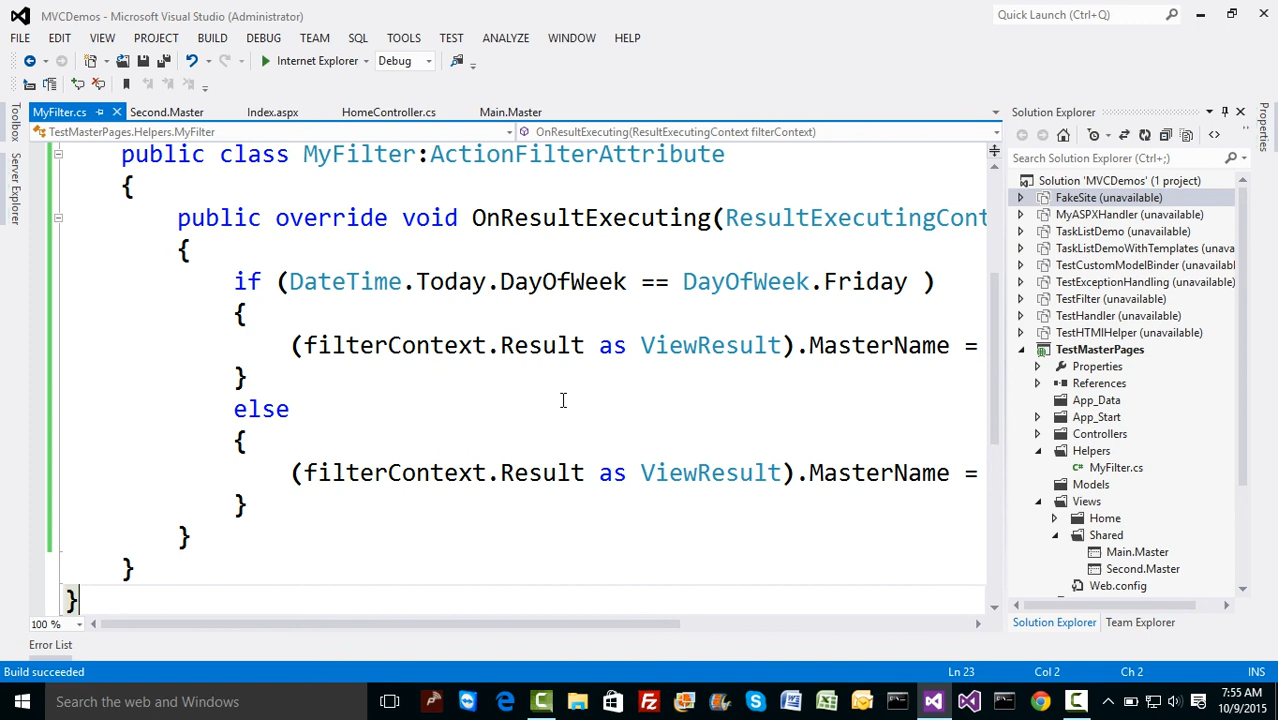 MVCDemos - Microsoft Visual Studio (Administrator)
Quick Launch (Ctrl+Q)
FILE EDIT VIEW PROJECT BUILD DEBUG TEAM SQL TOOLS TEST ANALYZE WINDOW HELP
Internet Explorer Debug
MyFilter.cs Second.Master Index.aspx HomeController.cs Main.Master
TestMasterPages.Helpers.MyFilter OnResultExecuting(ResultExecutingContext filterContext)
Toolbox
Server Explorer
public class MyFilter:ActionFilterAttribute
{
public override void OnResultExecuting(ResultExecutingCont
{
if (DateTime.Today.DayOfWeek == DayOfWeek.Friday )
{
(filterContext.Result as ViewResult).MasterName =
}
else
{
(filterContext.Result as ViewResult).MasterName =
}
}
}
}
100 %
Solution Explorer
Search Solution Explorer (Ctrl+;)
Solution 'MVCDemos' (1 project)
FakeSite (unavailable)
MyASPXHandler (unavailable)
TaskListDemo (unavailable)
TaskListDemoWithTemplates (unava
TestCustomModelBinder (unavailabl
TestExceptionHandling (unavailable)
TestFilter (unavailable)
TestHandler (unavailable)
TestHTMIHelper (unavailable)
TestMasterPages
Properties
References
App_Data
App_Start
Controllers
Helpers
C# MyFilter.cs
Models
Views
Home
Shared
Main.Master
Second.Master
Web.config
Solution Explorer Team Explorer
Properties
Error List
Build succeeded Ln 23 Col 2 Ch 2 INS
Search the web and Windows
7:55 AM
10/9/2015